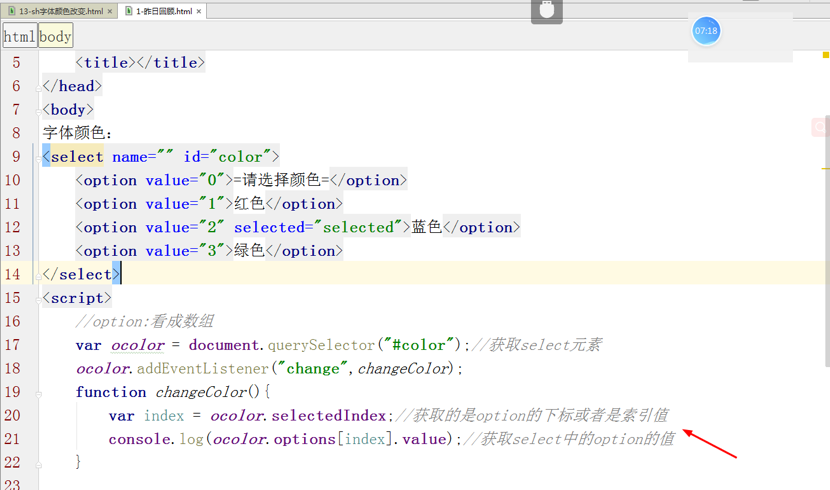 13-sh字体颜色改变.html × 1-昨日回顾.html ×
07:18
html body
5 <title></title>
6 </head>
7 <body>
8 字体颜色:
9 <select name="" id="color">
10 <option value="0">=请选择颜色=</option>
11 <option value="1">红色</option>
12 <option value="2" selected="selected">蓝色</option>
13 <option value="3">绿色</option>
14 </select>
15 <script>
16 //option:看成数组
17 var ocolor = document.querySelector("#color");//获取select元素
18 ocolor.addEventListener("change",changeColor);
19 function changeColor(){
20 var index = ocolor.selectedIndex;//获取的是option的下标或者是索引值
21 console.log(ocolor.options[index].value);//获取select中的option的值
22 }
23